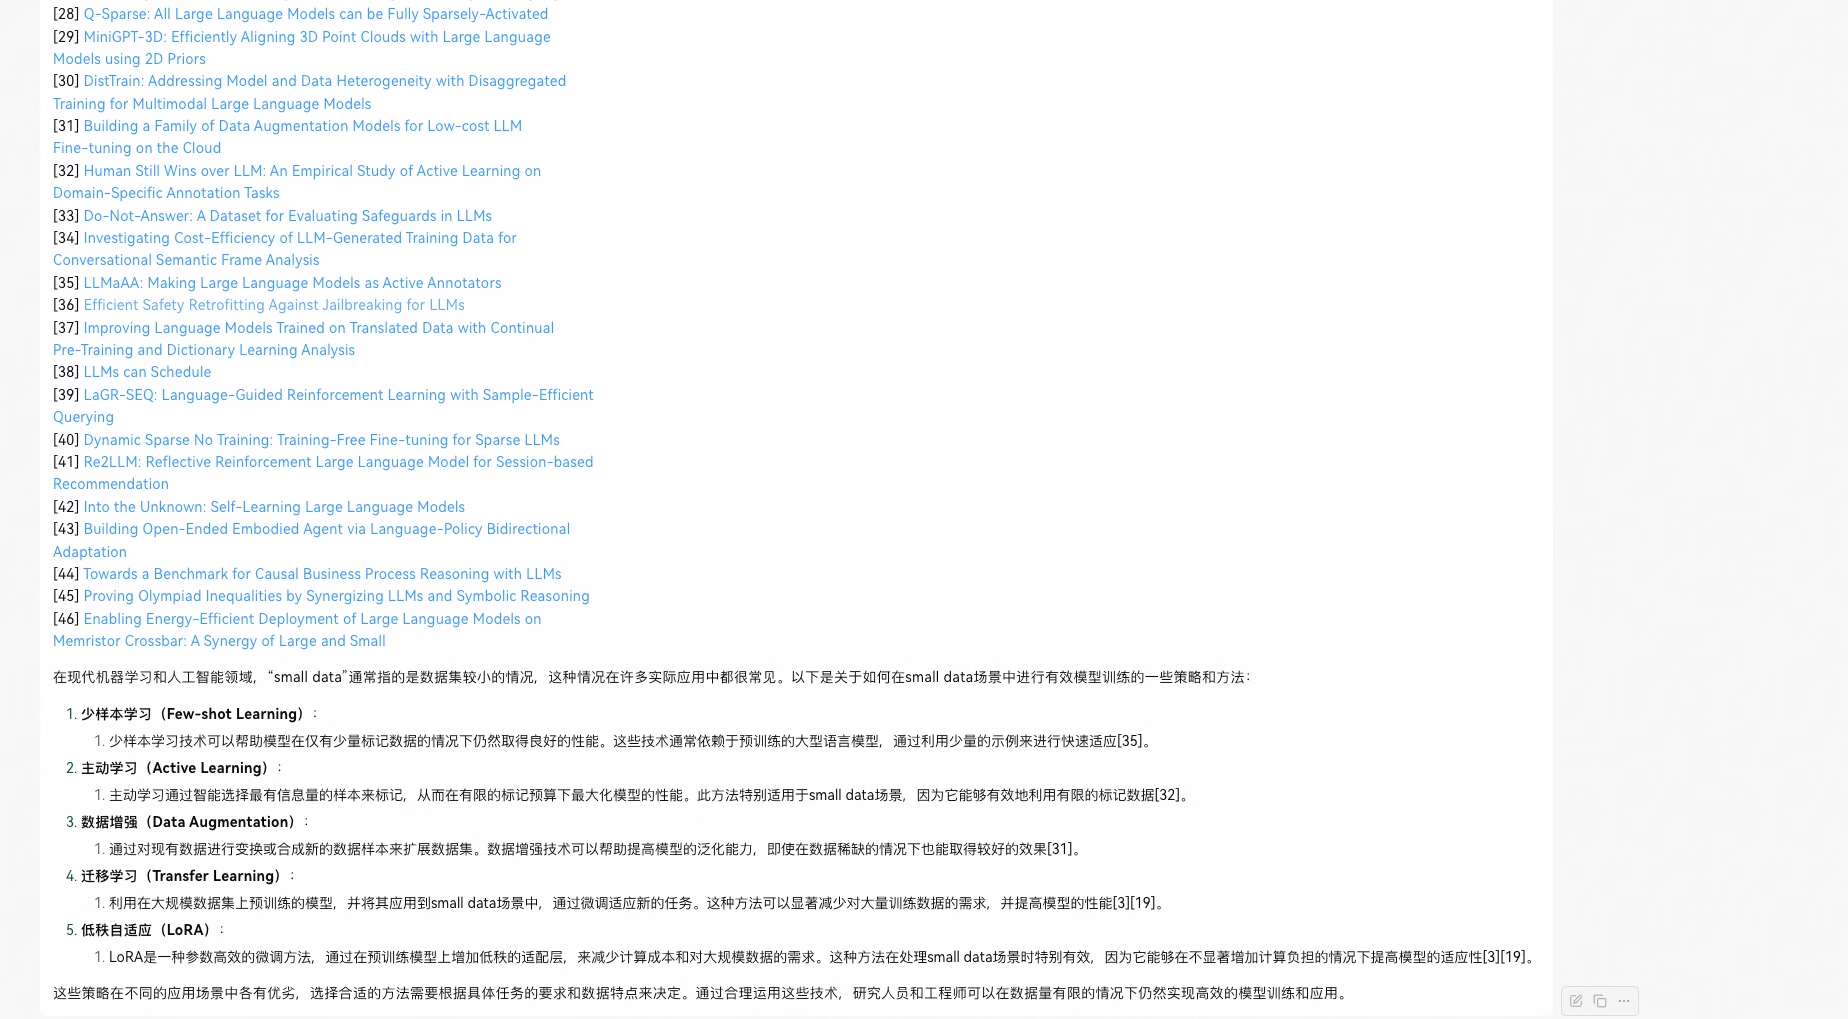 [28] Q-Sparse: All Large Language Models can be Fully Sparsely-Activated
[29] MiniGPT-3D: Efficiently Aligning 3D Point Clouds with Large Language
Models using 2D Priors
[30] DistTrain: Addressing Model and Data Heterogeneity with Disaggregated
Training for Multimodal Large Language Models
[31] Building a Family of Data Augmentation Models for Low-cost LLM
Fine-tuning on the Cloud
[32] Human Still Wins over LLM: An Empirical Study of Active Learning on
Domain-Specific Annotation Tasks
[33] Do-Not-Answer: A Dataset for Evaluating Safeguards in LLMs
[34] Investigating Cost-Efficiency of LLM-Generated Training Data for
Conversational Semantic Frame Analysis
[35] LLMaAA: Making Large Language Models as Active Annotators
[36] Efficient Safety Retrofitting Against Jailbreaking for LLMs
[37] Improving Language Models Trained on Translated Data with Continual
Pre-Training and Dictionary Learning Analysis
[38] LLMs can Schedule
[39] LaGR-SEQ: Language-Guided Reinforcement Learning with Sample-Efficient
Querying
[40] Dynamic Sparse No Training: Training-Free Fine-tuning for Sparse LLMs
[41] Re2LLM: Reflective Reinforcement Large Language Model for Session-based
Recommendation
[42] Into the Unknown: Self-Learning Large Language Models
[43] Building Open-Ended Embodied Agent via Language-Policy Bidirectional
Adaptation
[44] Towards a Benchmark for Causal Business Process Reasoning with LLMs
[45] Proving Olympiad Inequalities by Synergizing LLMs and Symbolic Reasoning
[46] Enabling Energy-Efficient Deployment of Large Language Models on
Memristor Crossbar: A Synergy of Large and Small
在现代机器学习和人工智能领域，“small data”通常指的是数据集较小的情况，这种情况在许多实际应用中都很常见。以下是关于如何在small data场景中进行有效模型训练的一些策略和方法：
1. 少样本学习（Few-shot Learning）：
1. 少样本学习技术可以帮助模型在仅有少量标记数据的情况下仍然取得良好的性能。这些技术通常依赖于预训练的大型语言模型，通过利用少量的示例来进行快速适应[35]。
2. 主动学习（Active Learning）：
1. 主动学习通过智能选择最有信息量的样本来标记，从而在有限的标记预算下最大化模型的性能。此方法特别适用于small data场景，因为它能够有效地利用有限的标记数据[32]。
3. 数据增强（Data Augmentation）：
1. 通过对现有数据进行变换或合成新的数据样本来扩展数据集。数据增强技术可以帮助提高模型的泛化能力，即使在数据稀缺的情况下也能取得较好的效果[31]。
4. 迁移学习（Transfer Learning）：
1. 利用在大规模数据集上预训练的模型，并将其应用到small data场景中，通过微调适应新的任务。这种方法可以显著减少对大量训练数据的需求，并提高模型的性能[3][19]。
5. 低秩自适应（LoRA）：
1. LoRA是一种参数高效的微调方法，通过在预训练模型上增加低秩的适配层，来减少计算成本和对大规模数据的需求。这种方法在处理small data场景时特别有效，因为它能够在不显著增加计算负担的情况下提高模型的适应性[3][19]。
这些策略在不同的应用场景中各有优劣，选择合适的方法需要根据具体任务的要求和数据特点来决定。通过合理运用这些技术，研究人员和工程师可以在数据量有限的情况下仍然实现高效的模型训练和应用。